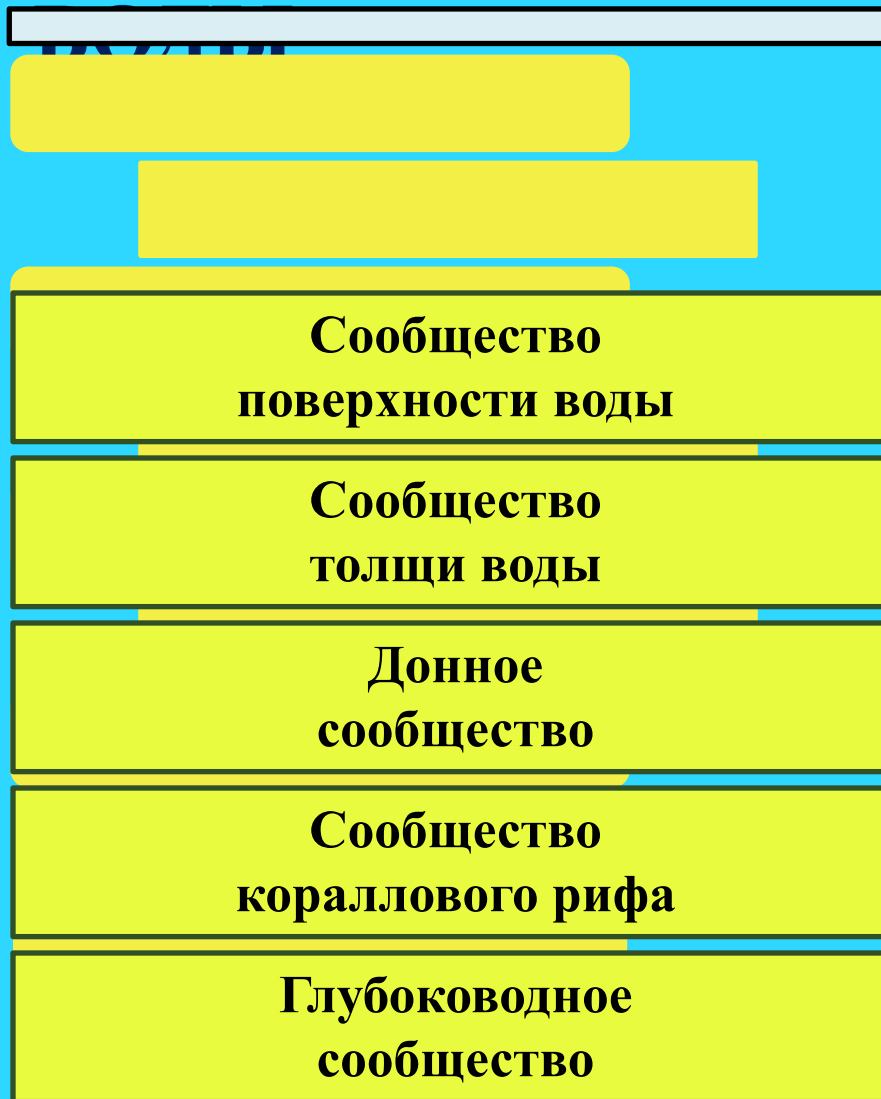 Сообщество
поверхности воды
Сообщество
толщи воды
Донное
сообщество
Сообщество
кораллового рифа
Глубоководное
сообщество